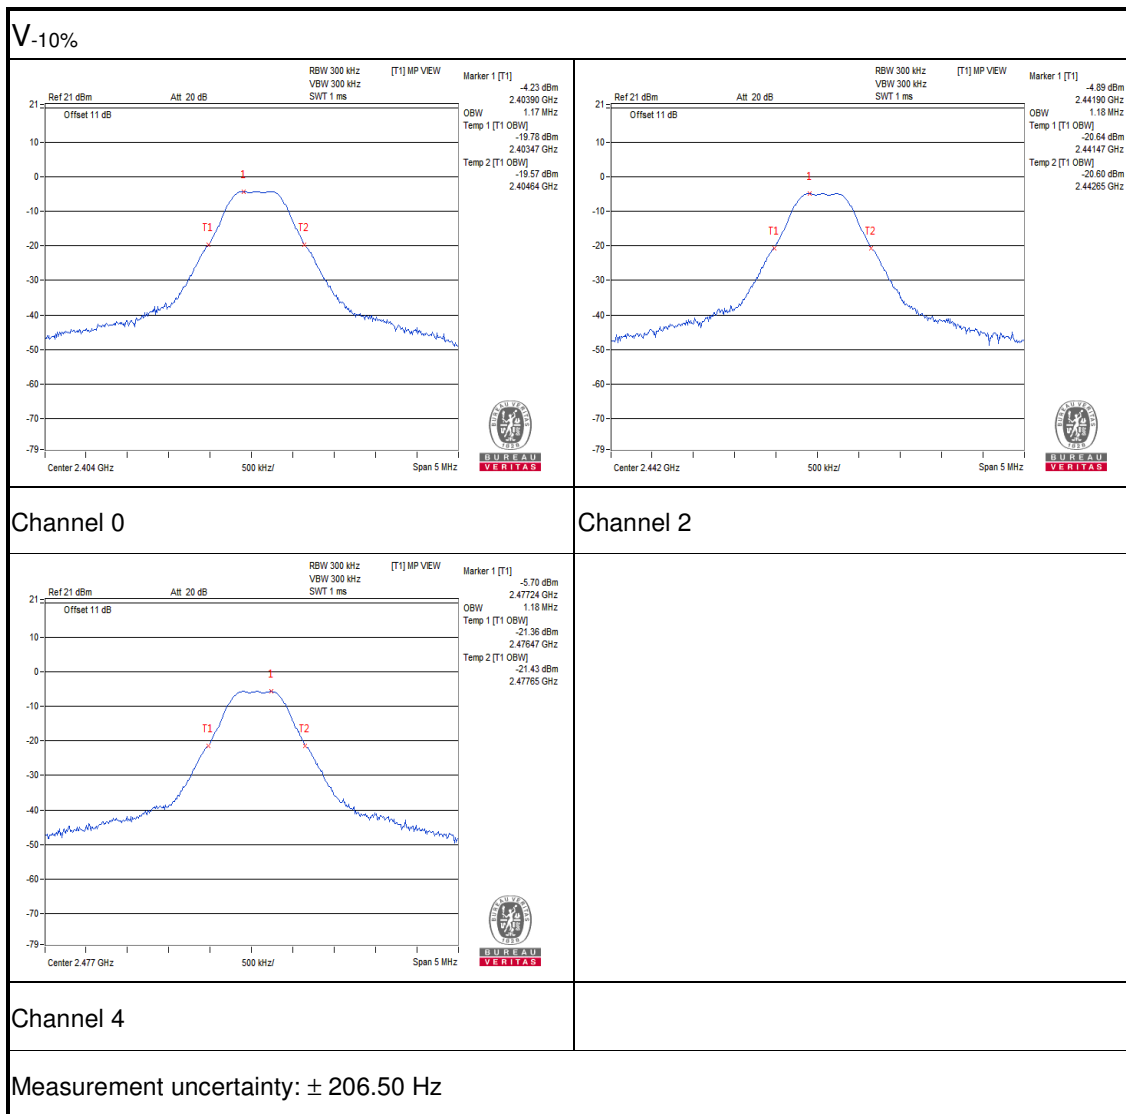 V-10%
RBW 300 kHz [T1] MP VIEW
VBW 300 kHz
Ref 21 dBm Att 20 dB SWT 1 ms
Marker 1 [T1]
-4.23 dBm
2.40390 GHz
OBW 1.17 MHz
Temp 1 [T1 OBW]
-19.78 dBm
2.40347 GHz
Temp 2 [T1 OBW]
-19.57 dBm
2.40464 GHz
21
Offset 11 dB
10
0
1
-10
T1 T2
-20
-30
-40
-50
-60
-70
-79
Center 2.404 GHz 500 kHz/ Span 5 MHz
BUREAU VERITAS
1828
BUREAU
VERITAS
RBW 300 kHz [T1] MP VIEW
VBW 300 kHz
Ref 21 dBm Att 20 dB SWT 1 ms
Marker 1 [T1]
-4.89 dBm
2.44190 GHz
OBW 1.18 MHz
Temp 1 [T1 OBW]
-20.64 dBm
2.44147 GHz
Temp 2 [T1 OBW]
-20.60 dBm
2.44265 GHz
21
Offset 11 dB
10
0
1
-10
T1 T2
-20
-30
-40
-50
-60
-70
-79
Center 2.442 GHz 500 kHz/ Span 5 MHz
BUREAU VERITAS
1828
BUREAU
VERITAS
Channel 0 Channel 2
RBW 300 kHz [T1] MP VIEW
VBW 300 kHz
Ref 21 dBm Att 20 dB SWT 1 ms
Marker 1 [T1]
-5.70 dBm
2.47724 GHz
OBW 1.18 MHz
Temp 1 [T1 OBW]
-21.36 dBm
2.47647 GHz
Temp 2 [T1 OBW]
-21.43 dBm
2.47765 GHz
21
Offset 11 dB
10
0
1
-10
T1 T2
-20
-30
-40
-50
-60
-70
-79
Center 2.477 GHz 500 kHz/ Span 5 MHz
BUREAU VERITAS
1828
BUREAU
VERITAS
Channel 4
Measurement uncertainty: ± 206.50 Hz